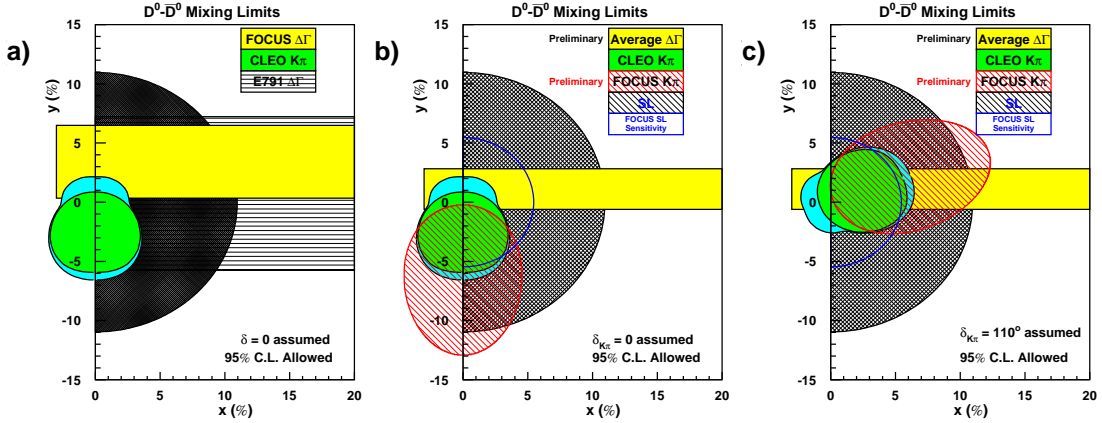 a)
D⁰-D̅⁰ Mixing Limits
FOCUS ΔΓ
CLEO Kπ
E791 ΔΓ
y (%)
15
10
5
0
-5
-10
-15
δ = 0 assumed
95% C.L. Allowed
0 5 10 15 20
x (%)
b)
D⁰-D̅⁰ Mixing Limits
Preliminary
Average ΔΓ
CLEO Kπ
Preliminary
FOCUS Kπ
SL
FOCUS SL
Sensitivity
y (%)
15
10
5
0
-5
-10
-15
δKπ = 0 assumed
95% C.L. Allowed
0 5 10 15 20
x (%)
c)
D⁰-D̅⁰ Mixing Limits
Preliminary
Average ΔΓ
CLEO Kπ
Preliminary
FOCUS Kπ
SL
FOCUS SL
Sensitivity
y (%)
15
10
5
0
-5
-10
-15
δKπ = 110° assumed
95% C.L. Allowed
0 5 10 15 20
x (%)